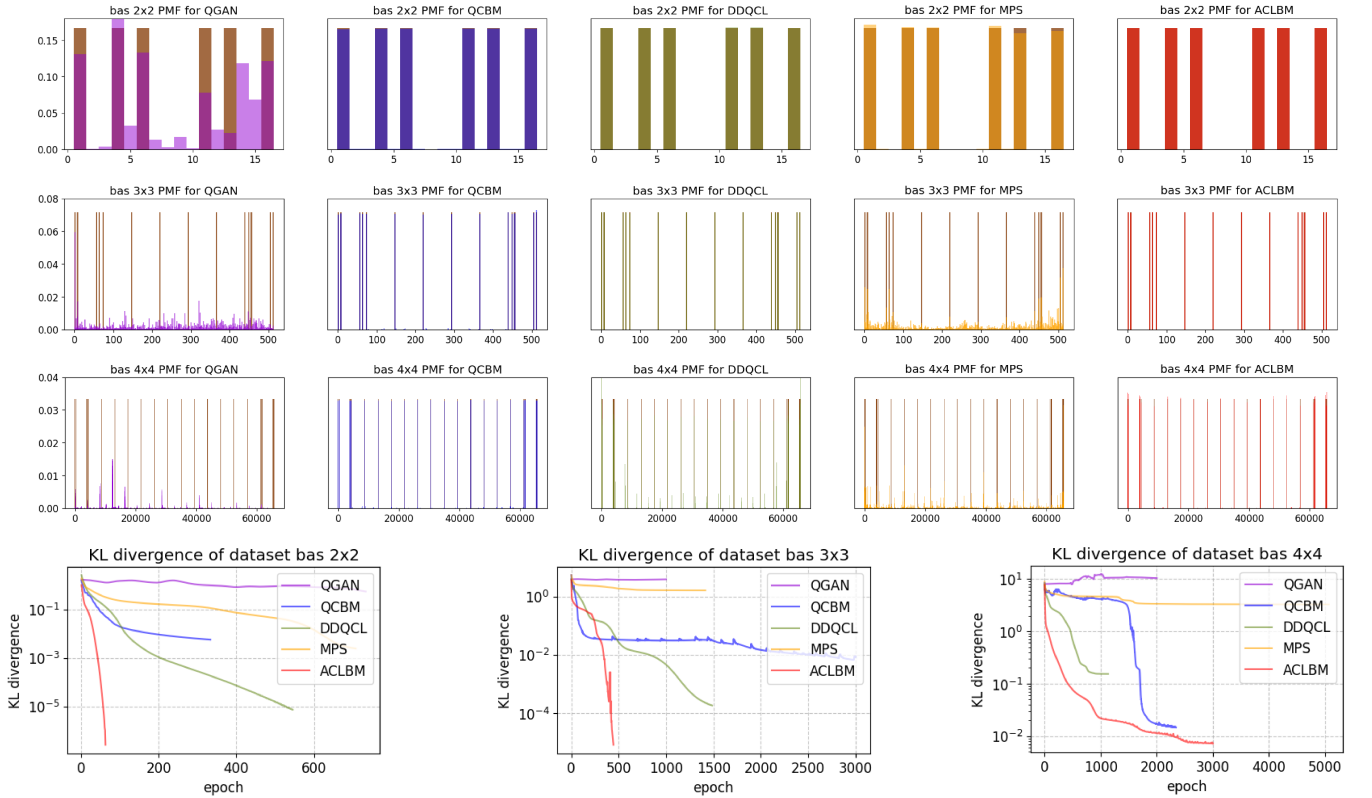 bas 2x2 PMF for QGAN
bas 2x2 PMF for QCBM
bas 2x2 PMF for DDQCL
bas 2x2 PMF for MPS
bas 2x2 PMF for ACLBM
0.15
0.10
0.05
0.00
0 5 10 15
0 5 10 15
0 5 10 15
0 5 10 15
0 5 10 15
bas 3x3 PMF for QGAN
bas 3x3 PMF for QCBM
bas 3x3 PMF for DDQCL
bas 3x3 PMF for MPS
bas 3x3 PMF for ACLBM
0.08
0.06
0.04
0.02
0.00
0 100 200 300 400 500
0 100 200 300 400 500
0 100 200 300 400 500
0 100 200 300 400 500
0 100 200 300 400 500
bas 4x4 PMF for QGAN
bas 4x4 PMF for QCBM
bas 4x4 PMF for DDQCL
bas 4x4 PMF for MPS
bas 4x4 PMF for ACLBM
0.04
0.03
0.02
0.01
0.00
0 20000 40000 60000
0 20000 40000 60000
0 20000 40000 60000
0 20000 40000 60000
0 20000 40000 60000
KL divergence of dataset bas 2x2
KL divergence
10⁻¹
10⁻³
10⁻⁵
QGAN
QCBM
DDQCL
MPS
ACLBM
0 200 400 600
epoch
KL divergence of dataset bas 3x3
KL divergence
10⁰
10⁻²
10⁻⁴
QGAN
QCBM
DDQCL
MPS
ACLBM
0 500 1000 1500 2000 2500 3000
epoch
KL divergence of dataset bas 4x4
KL divergence
10¹
10⁰
10⁻¹
10⁻²
QGAN
QCBM
DDQCL
MPS
ACLBM
0 1000 2000 3000 4000 5000
epoch